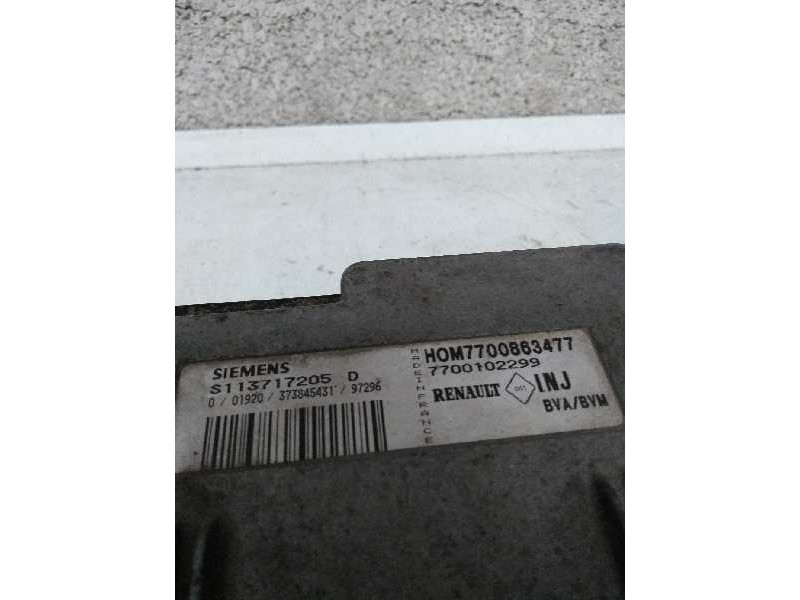 SIEMENS
S113717205 D
0 / 01920 / 373845431 / 97296
MADE IN FRANCE
HOM7700863477
7700102299
RENAULT INJ
BVA/BVM